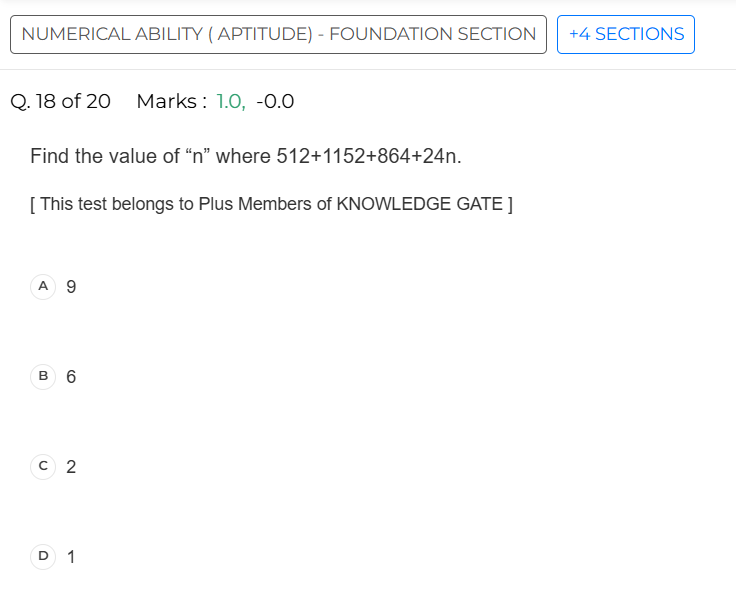 NUMERICAL ABILITY ( APTITUDE) - FOUNDATION SECTION +4 SECTIONS
Q. 18 of 20 Marks : 1.0, -0.0
Find the value of “n” where 512+1152+864+24n.
[ This test belongs to Plus Members of KNOWLEDGE GATE ]
A 9
B 6
C 2
D 1